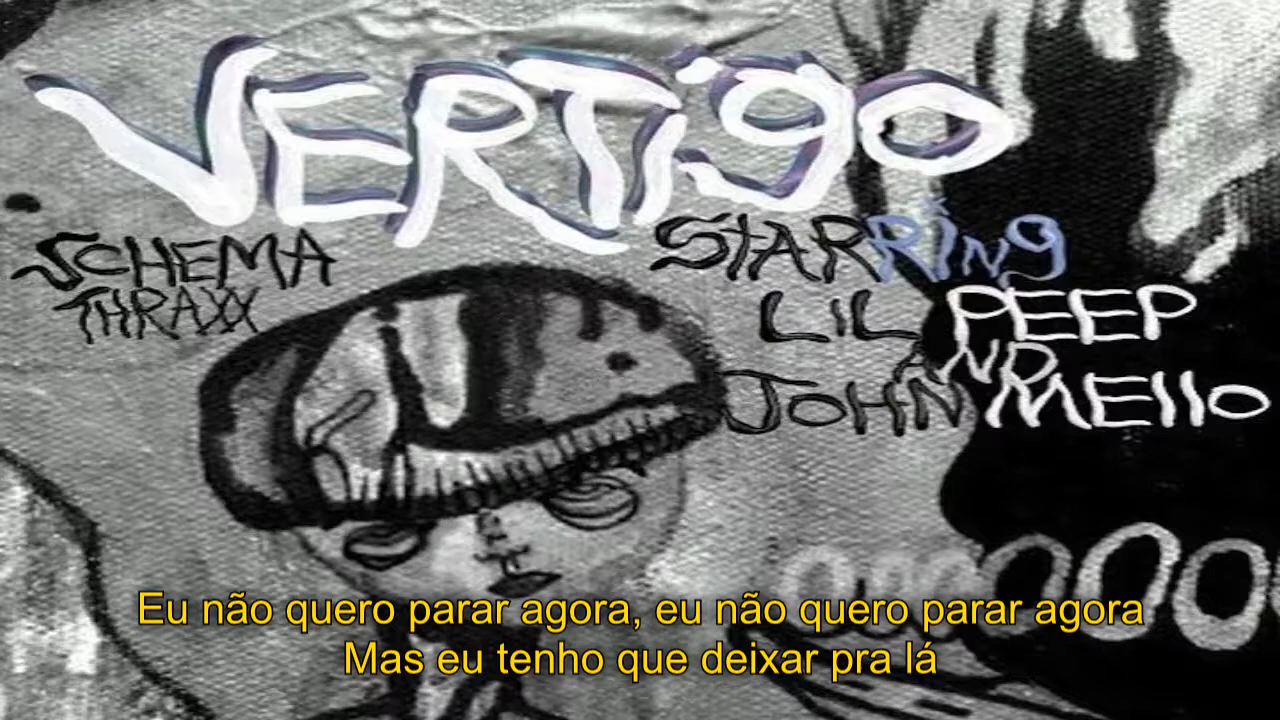 VERTigo
SCHEMA
THRAXX
STARRiNg
LiL PEEP
AND
JOHN MEllo
Eu não quero parar agora, eu não quero parar agora
Mas eu tenho que deixar pra lá